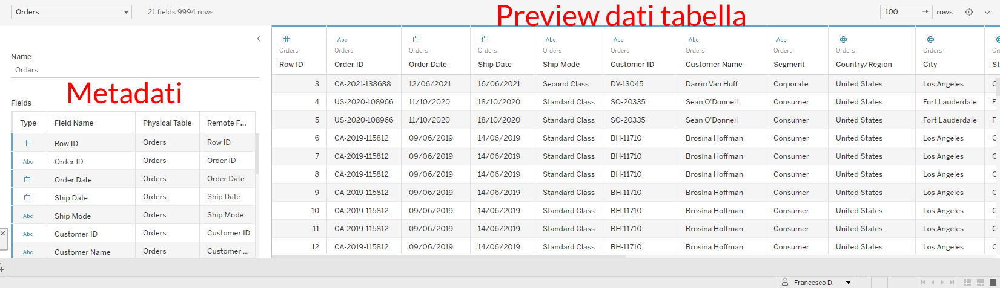 Orders 21 fields 9994 rows Preview dati tabella 100 rows
Name
Orders
Metadati
Fields
Type Field Name Physical Table Remote F...
# Row ID Orders Row ID
Abc Order ID Orders Order ID
Order Date Orders Order Date
Ship Date Orders Ship Date
Abc Ship Mode Orders Ship Mode
Abc Customer ID Orders Customer ID
Abc Customer Name Orders Customer ...
# Abc Abc Abc Abc Abc
Orders Orders Orders Orders Orders Orders Orders Orders Orders Orders
Row ID Order ID Order Date Ship Date Ship Mode Customer ID Customer Name Segment Country/Region City St
3 CA-2021-138688 12/06/2021 16/06/2021 Second Class DV-13045 Darrin Van Huff Corporate United States Los Angeles
4 US-2020-108966 11/10/2020 18/10/2020 Standard Class SO-20335 Sean O'Donnell Consumer United States Fort Lauderdale F
5 US-2020-108966 11/10/2020 18/10/2020 Standard Class SO-20335 Sean O'Donnell Consumer United States Fort Lauderdale F
6 CA-2019-115812 09/06/2019 14/06/2019 Standard Class BH-11710 Brosina Hoffman Consumer United States Los Angeles
7 CA-2019-115812 09/06/2019 14/06/2019 Standard Class BH-11710 Brosina Hoffman Consumer United States Los Angeles
8 CA-2019-115812 09/06/2019 14/06/2019 Standard Class BH-11710 Brosina Hoffman Consumer United States Los Angeles
9 CA-2019-115812 09/06/2019 14/06/2019 Standard Class BH-11710 Brosina Hoffman Consumer United States Los Angeles
10 CA-2019-115812 09/06/2019 14/06/2019 Standard Class BH-11710 Brosina Hoffman Consumer United States Los Angeles
11 CA-2019-115812 09/06/2019 14/06/2019 Standard Class BH-11710 Brosina Hoffman Consumer United States Los Angeles
12 CA-2019-115812 09/06/2019 14/06/2019 Standard Class BH-11710 Brosina Hoffman Consumer United States Los Angeles
Francesco D.